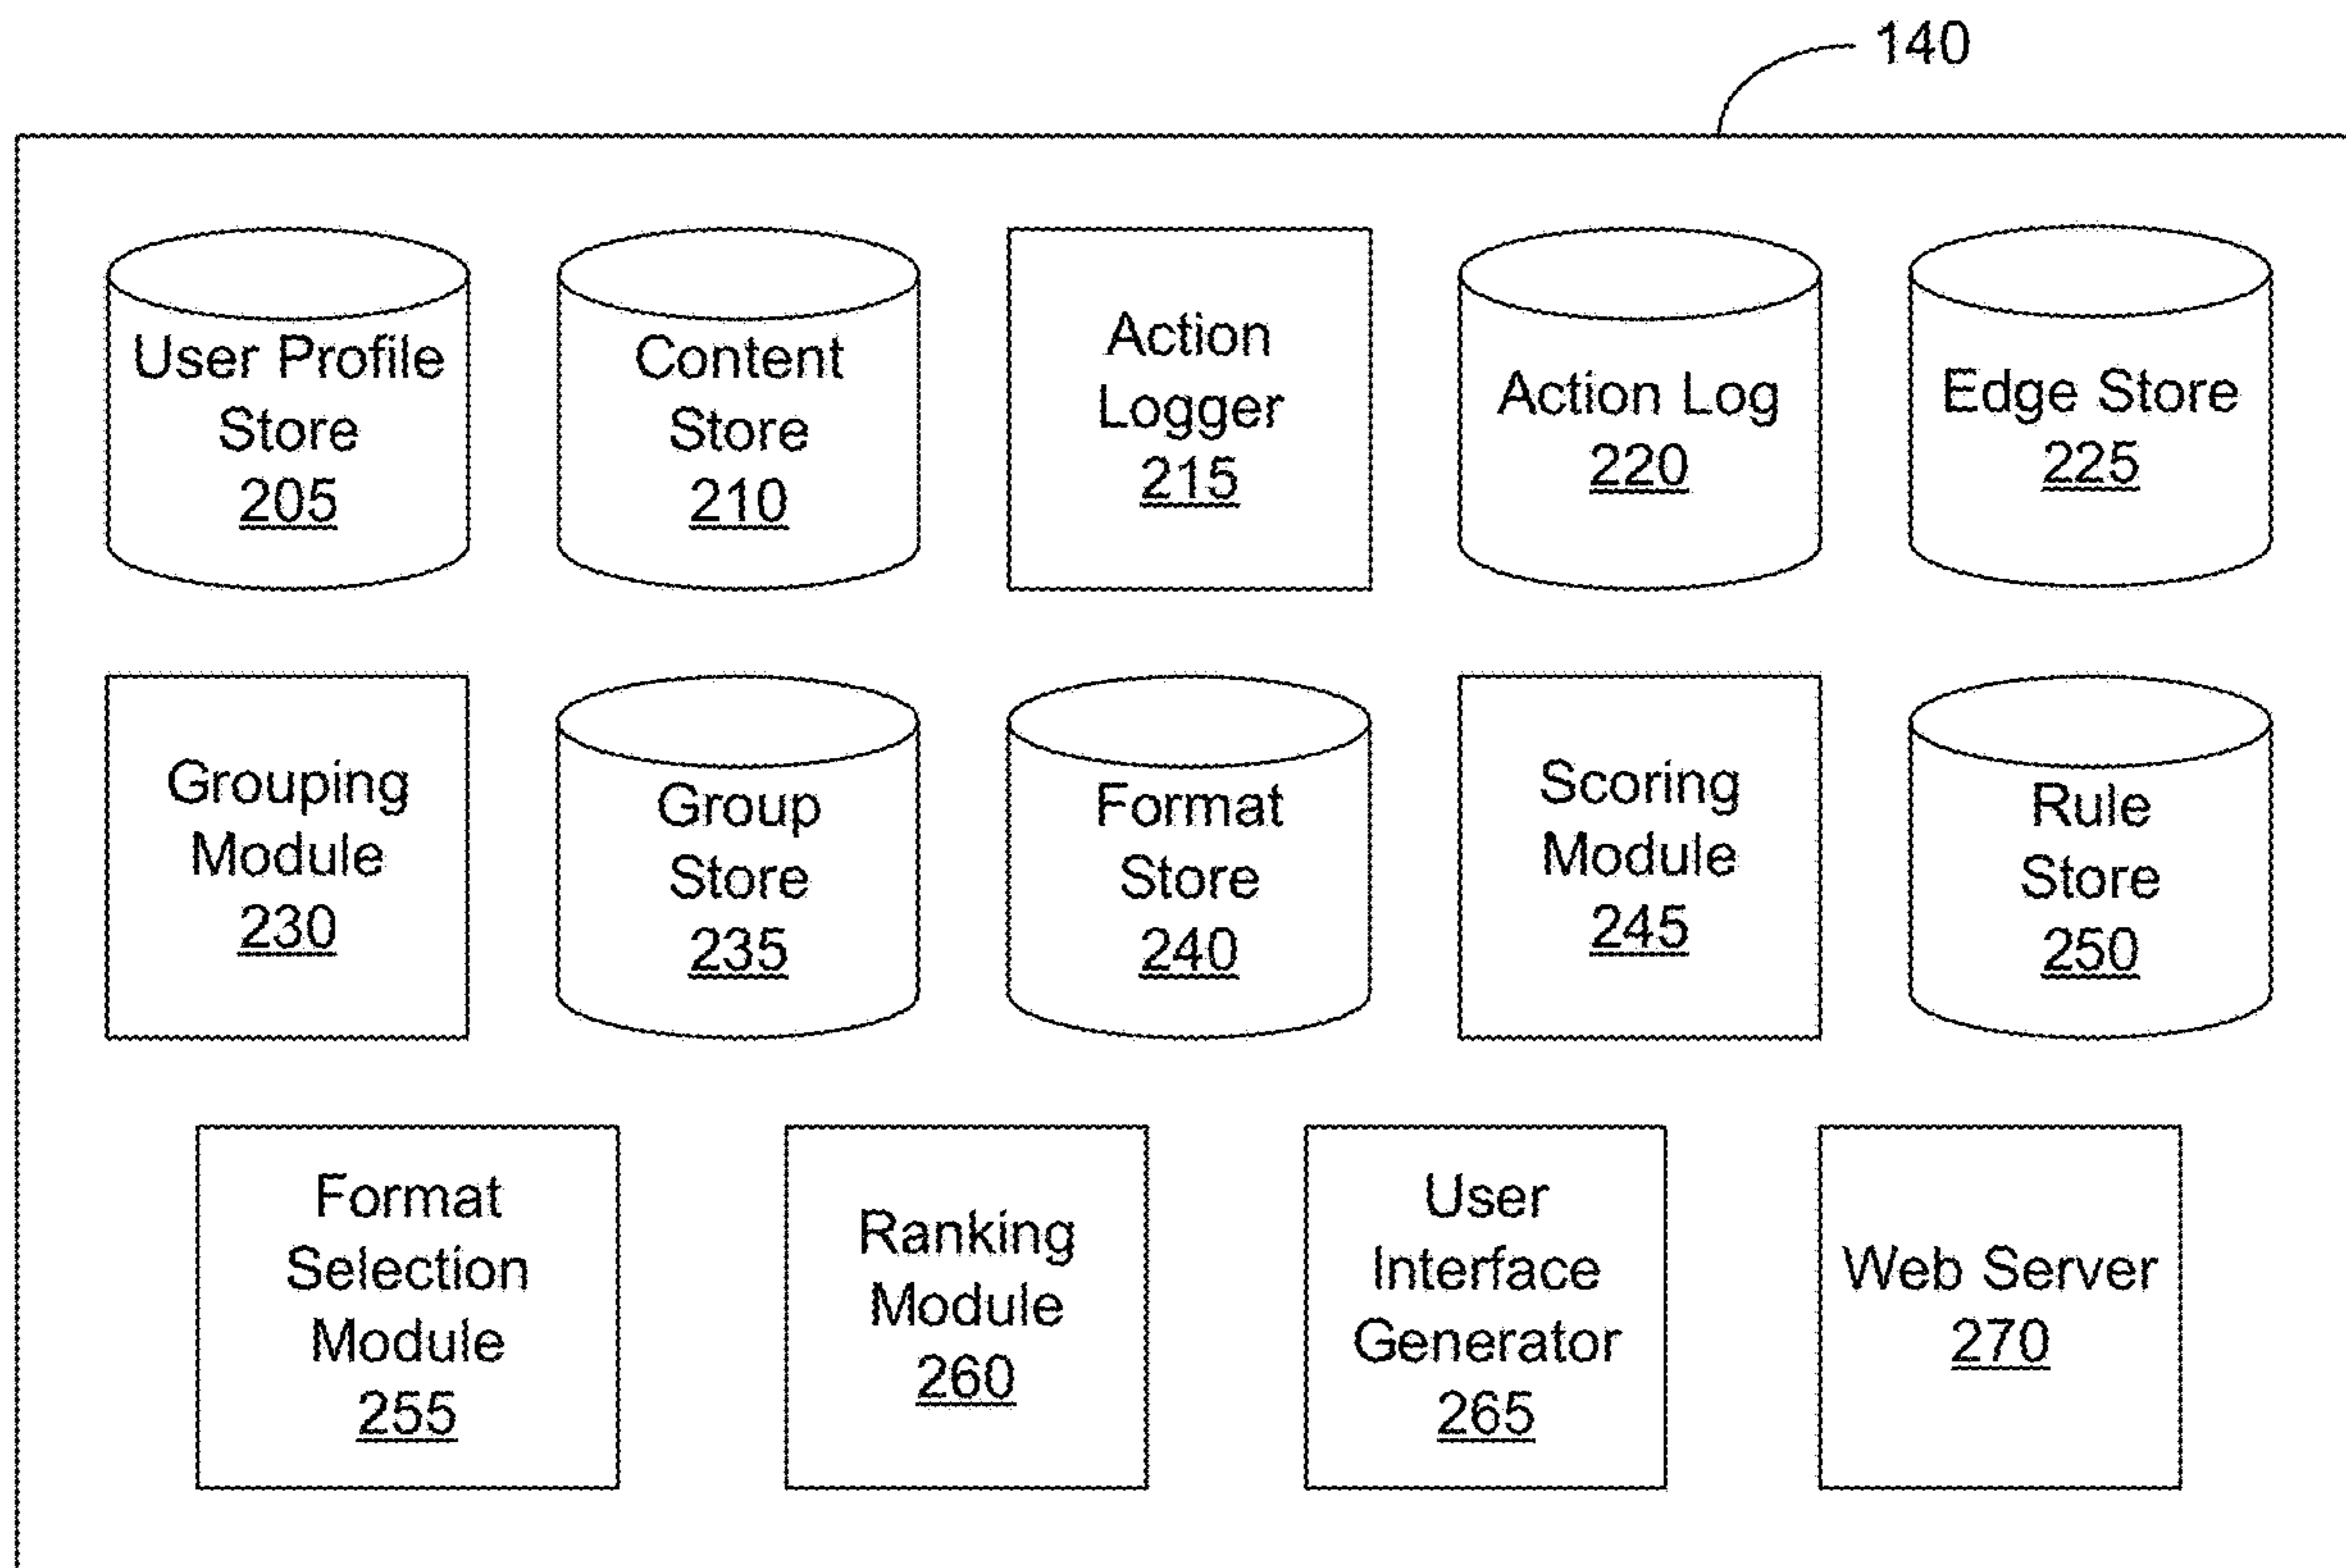 140
User Profile
Store
205
Content
Store
210
Action
Logger
215
Action Log
220
Edge Store
225
Grouping
Module
230
Group
Store
235
Format
Store
240
Scoring
Module
245
Rule
Store
250
Format
Selection
Module
255
Ranking
Module
260
User
Interface
Generator
265
Web Server
270